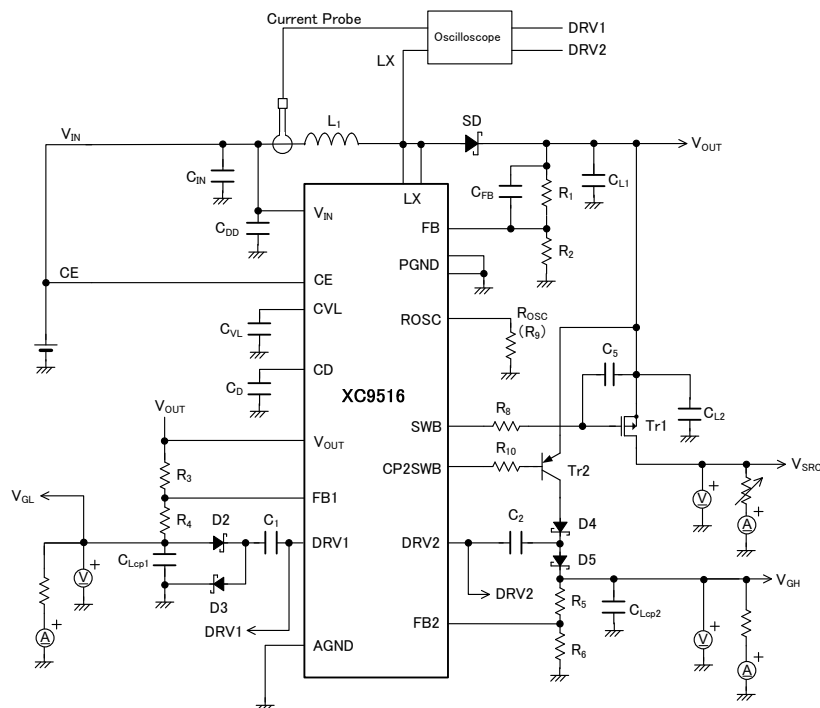 Current Probe
Oscilloscope
DRV1
DRV2
LX
VIN
L1
SD
VOUT
CIN
CDD
VIN
LX
CFB
R1
CL1
FB
R2
PGND
CE
CE
CVL
CVL
ROSC
ROSC
(R9)
CD
CD
XC9516
C5
VOUT
VOUT
SWB
R8
Tr1
CL2
CP2SWB
R10
Tr2
VSRC
R3
VGL
FB1
R4
D2
C1
DRV1
DRV2
C2
D4
D5
CLcp1
D3
DRV1
DRV2
VGH
R5
CLcp2
FB2
R6
AGND
V
+
A
+
V
+
A
+
V
+
A
+